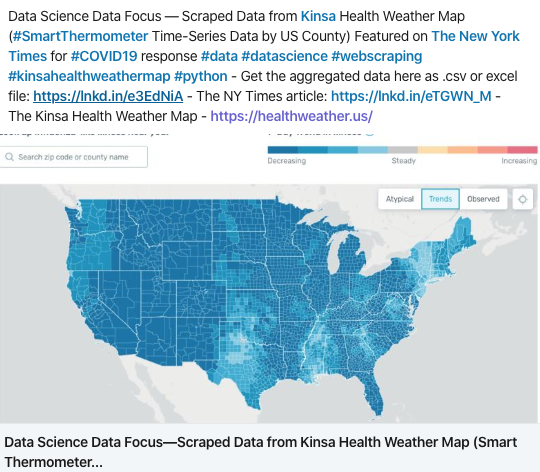 Data Science Data Focus — Scraped Data from Kinsa Health Weather Map
(#SmartThermometer Time-Series Data by US County) Featured on The New York
Times for #COVID19 response #data #datascience #webscraping
#kinsahealthweathermap #python - Get the aggregated data here as .csv or excel
file: https://lnkd.in/e3EdNiA - The NY Times article: https://lnkd.in/eTGWN_M -
The Kinsa Health Weather Map - https://healthweather.us/
Search zip code or county name
Decreasing Steady Increasing
Atypical Trends Observed
Data Science Data Focus—Scraped Data from Kinsa Health Weather Map (Smart
Thermometer...